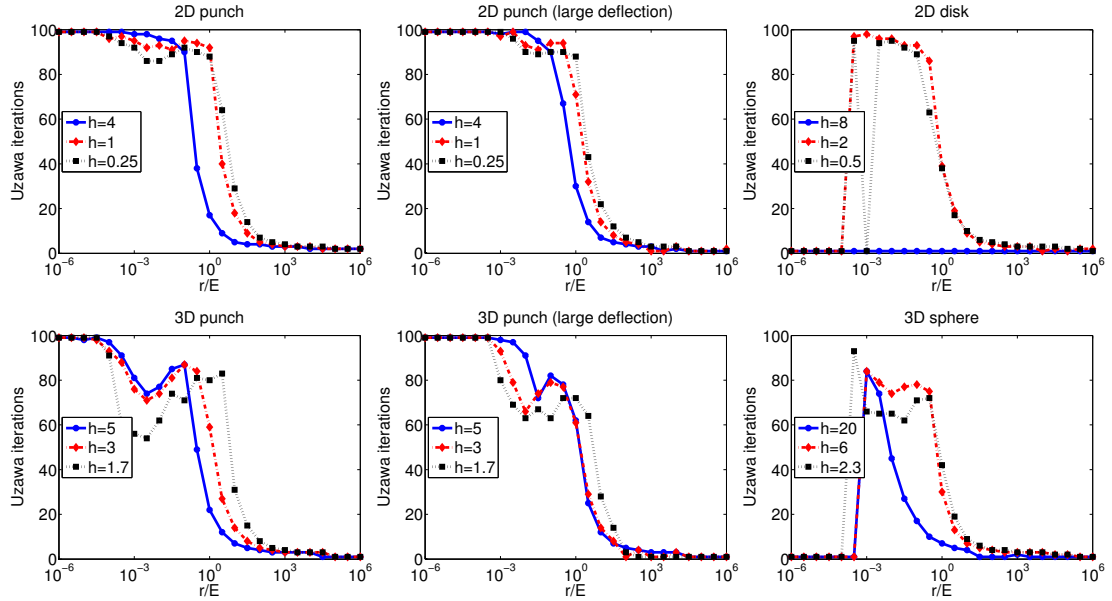 2D punch
Uzawa iterations
100
80
60
40
20
0
h=4
h=1
h=0.25
10^−6
10^−3
10^0
10^3
10^6
r/E
2D punch (large deflection)
Uzawa iterations
100
80
60
40
20
0
h=4
h=1
h=0.25
10^−6
10^−3
10^0
10^3
10^6
r/E
2D disk
Uzawa iterations
100
80
60
40
20
0
h=8
h=2
h=0.5
10^−6
10^−3
10^0
10^3
10^6
r/E
3D punch
Uzawa iterations
100
80
60
40
20
0
h=5
h=3
h=1.7
10^−6
10^−3
10^0
10^3
10^6
r/E
3D punch (large deflection)
Uzawa iterations
100
80
60
40
20
0
h=5
h=3
h=1.7
10^−6
10^−3
10^0
10^3
10^6
r/E
3D sphere
Uzawa iterations
100
80
60
40
20
0
h=20
h=6
h=2.3
10^−6
10^−3
10^0
10^3
10^6
r/E